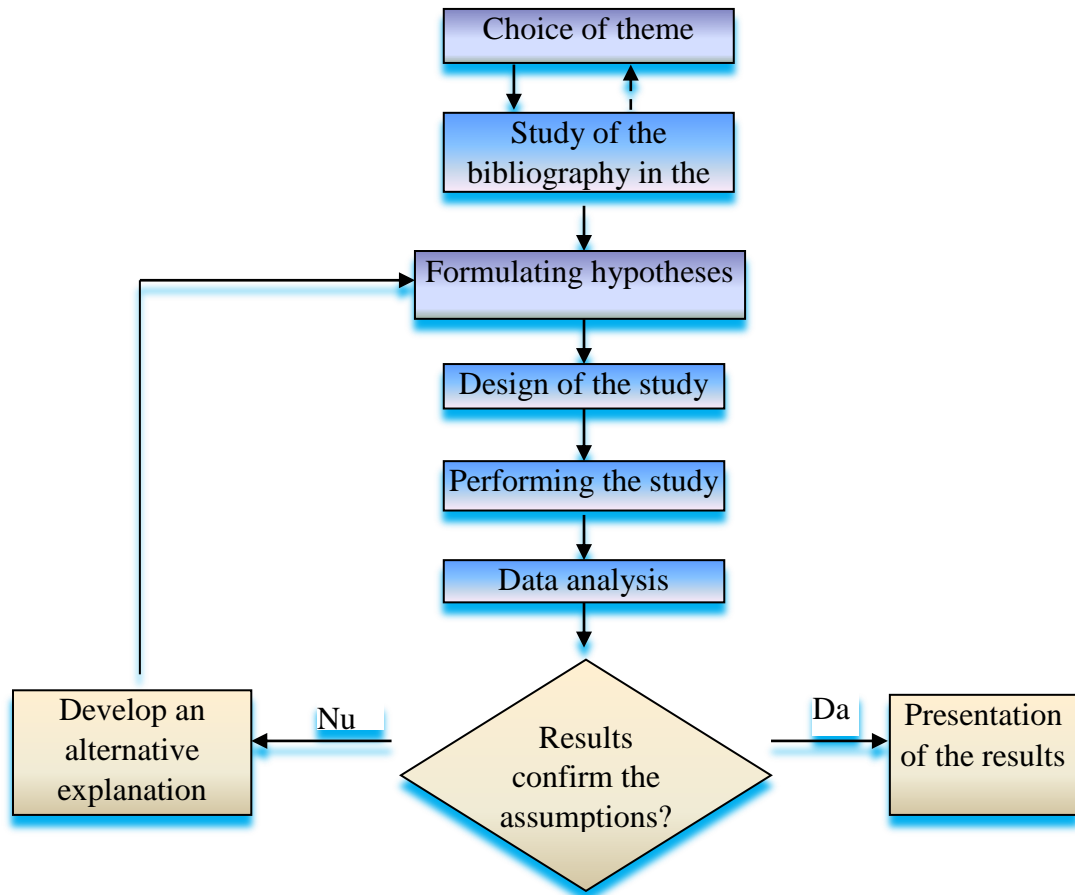 Choice of theme
Study of the
bibliography in the
Formulating hypotheses
Design of the study
Performing the study
Data analysis
Results
confirm the
assumptions?
Nu
Develop an
alternative
explanation
Da
Presentation
of the results